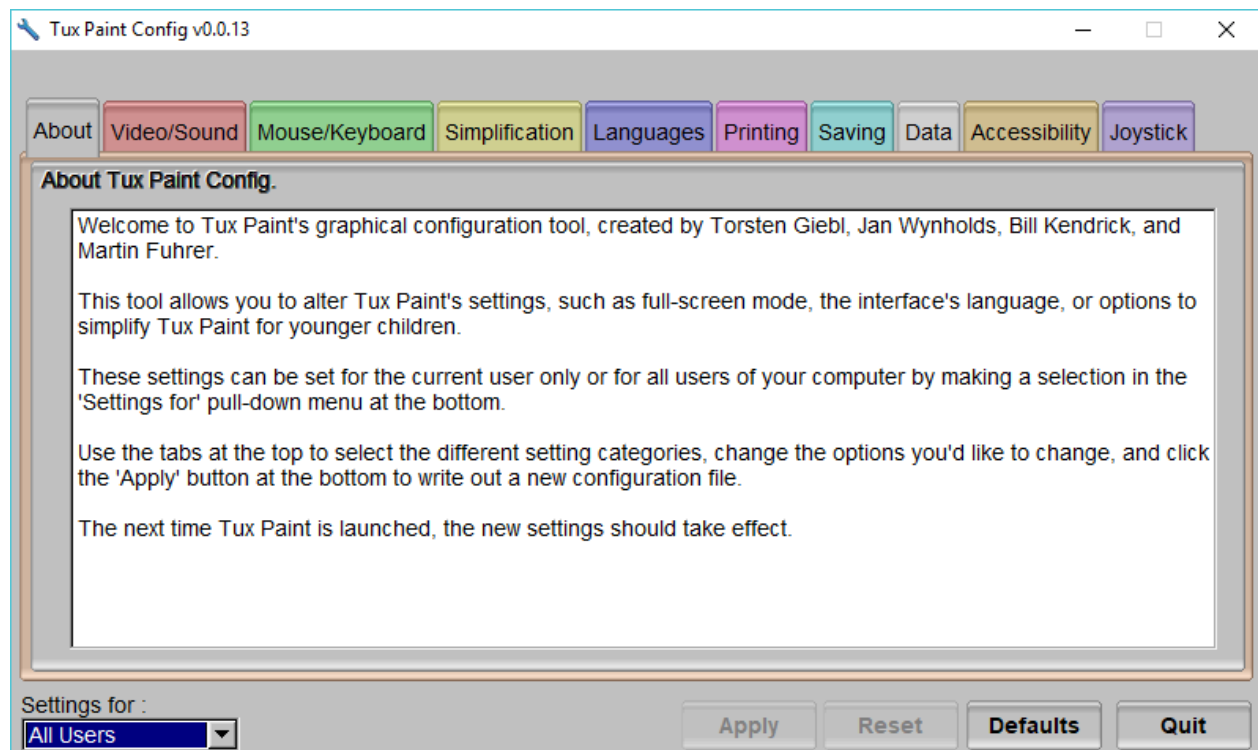 Tux Paint Config v0.0.13
About Video/Sound Mouse/Keyboard Simplification Languages Printing Saving Data Accessibility Joystick
About Tux Paint Config.
Welcome to Tux Paint's graphical configuration tool, created by Torsten Giebl, Jan Wynholds, Bill Kendrick, and
Martin Fuhrer.
This tool allows you to alter Tux Paint's settings, such as full-screen mode, the interface's language, or options to
simplify Tux Paint for younger children.
These settings can be set for the current user only or for all users of your computer by making a selection in the
'Settings for' pull-down menu at the bottom.
Use the tabs at the top to select the different setting categories, change the options you'd like to change, and click
the 'Apply' button at the bottom to write out a new configuration file.
The next time Tux Paint is launched, the new settings should take effect.
Settings for :
All Users Apply Reset Defaults Quit